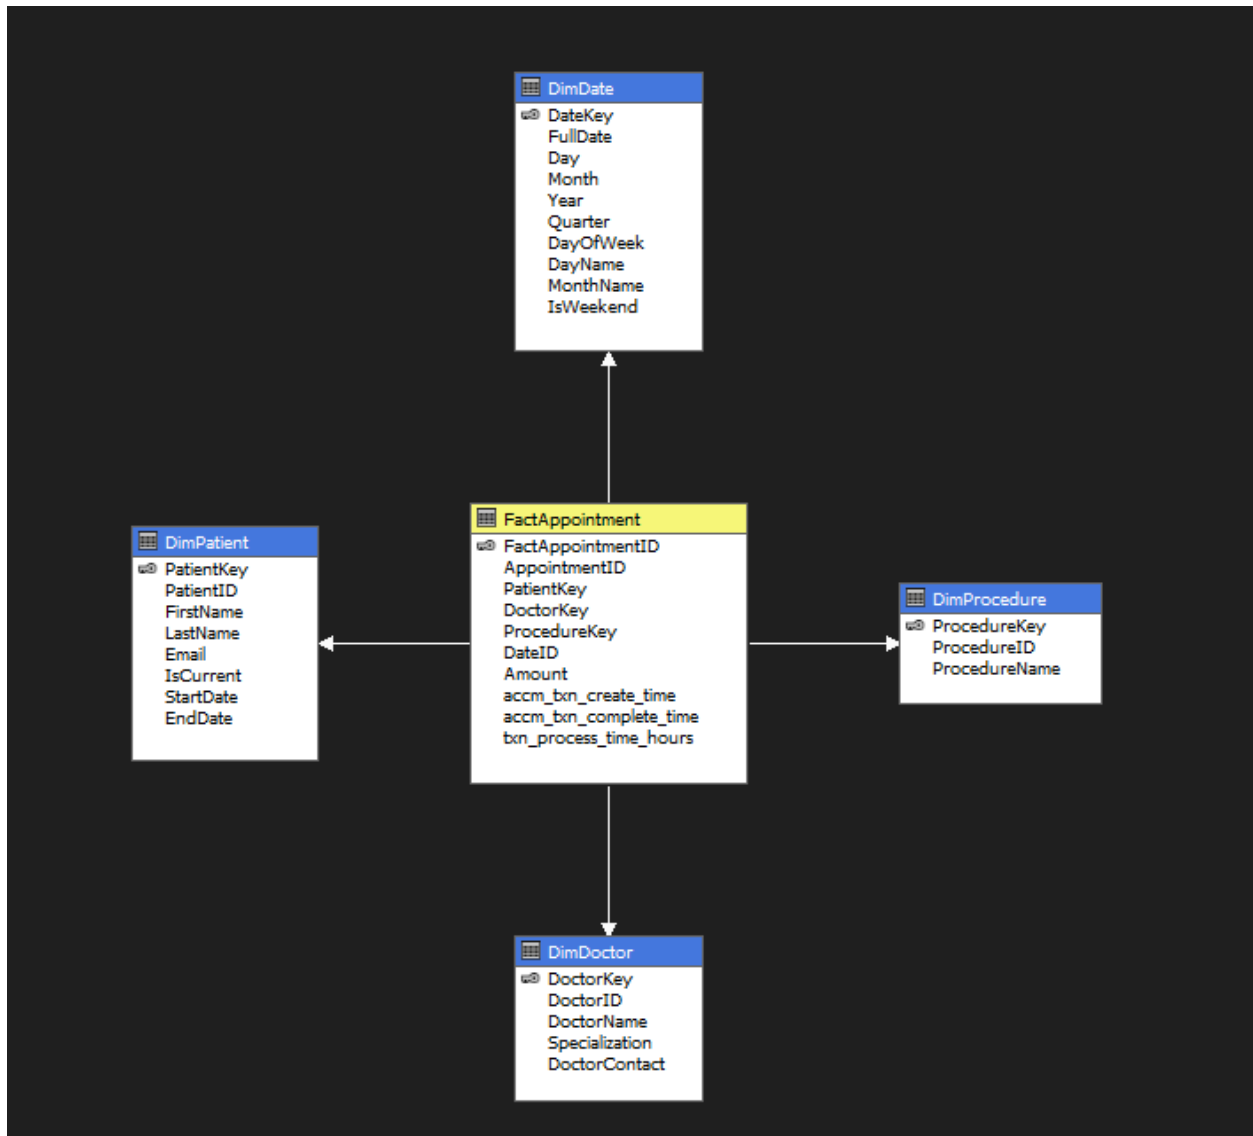 DimDate
DateKey
FullDate
Day
Month
Year
Quarter
DayOfWeek
DayName
MonthName
IsWeekend
FactAppointment
FactAppointmentID
AppointmentID
PatientKey
DoctorKey
ProcedureKey
DateID
Amount
accm_txn_create_time
accm_txn_complete_time
txn_process_time_hours
DimPatient
PatientKey
PatientID
FirstName
LastName
Email
IsCurrent
StartDate
EndDate
DimProcedure
ProcedureKey
ProcedureID
ProcedureName
DimDoctor
DoctorKey
DoctorID
DoctorName
Specialization
DoctorContact